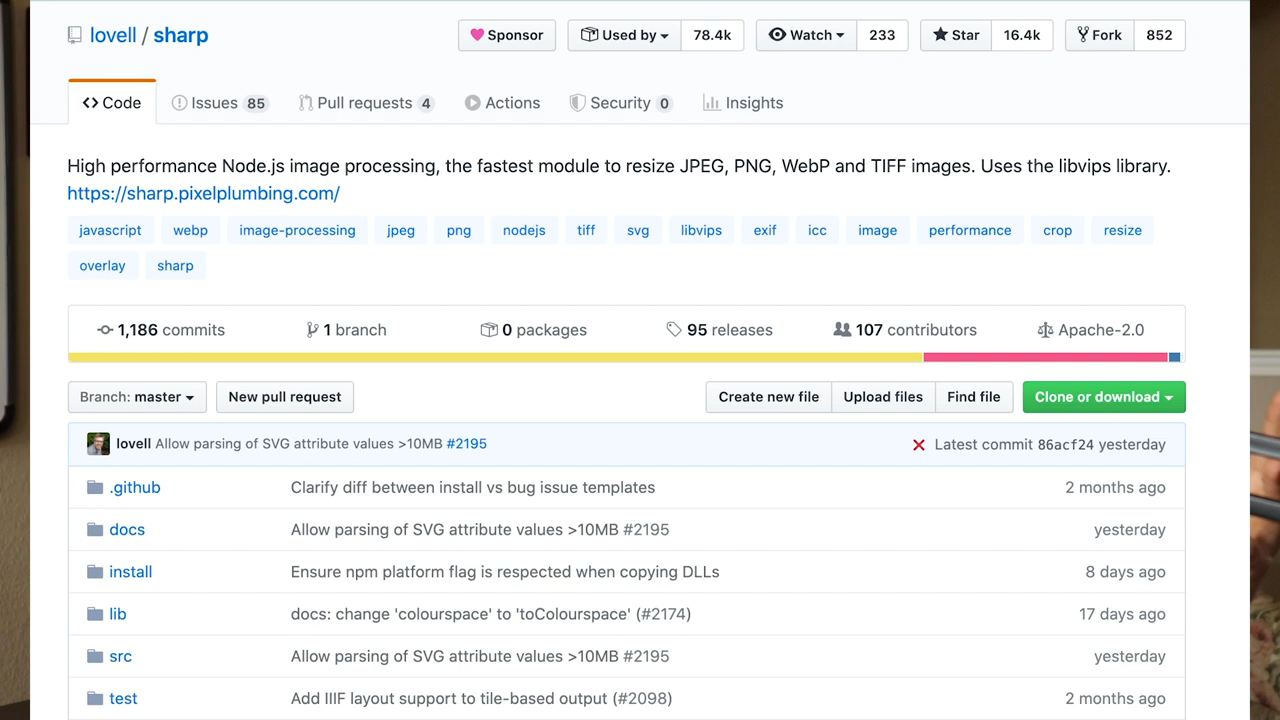 lovell / sharp
Sponsor Used by 78.4k Watch 233 Star 16.4k Fork 852
Code Issues 85 Pull requests 4 Actions Security 0 Insights
High performance Node.js image processing, the fastest module to resize JPEG, PNG, WebP and TIFF images. Uses the libvips library.
https://sharp.pixelplumbing.com/
javascript webp image-processing jpeg png nodejs tiff svg libvips exif icc image performance crop resize
overlay sharp
1,186 commits 1 branch 0 packages 95 releases 107 contributors Apache-2.0
Branch: master New pull request Create new file Upload files Find file Clone or download
lovell Allow parsing of SVG attribute values >10MB #2195 Latest commit 86acf24 yesterday
.github Clarify diff between install vs bug issue templates 2 months ago
docs Allow parsing of SVG attribute values >10MB #2195 yesterday
install Ensure npm platform flag is respected when copying DLLs 8 days ago
lib docs: change 'colourspace' to 'toColourspace' (#2174) 17 days ago
src Allow parsing of SVG attribute values >10MB #2195 yesterday
test Add IIIF layout support to tile-based output (#2098) 2 months ago